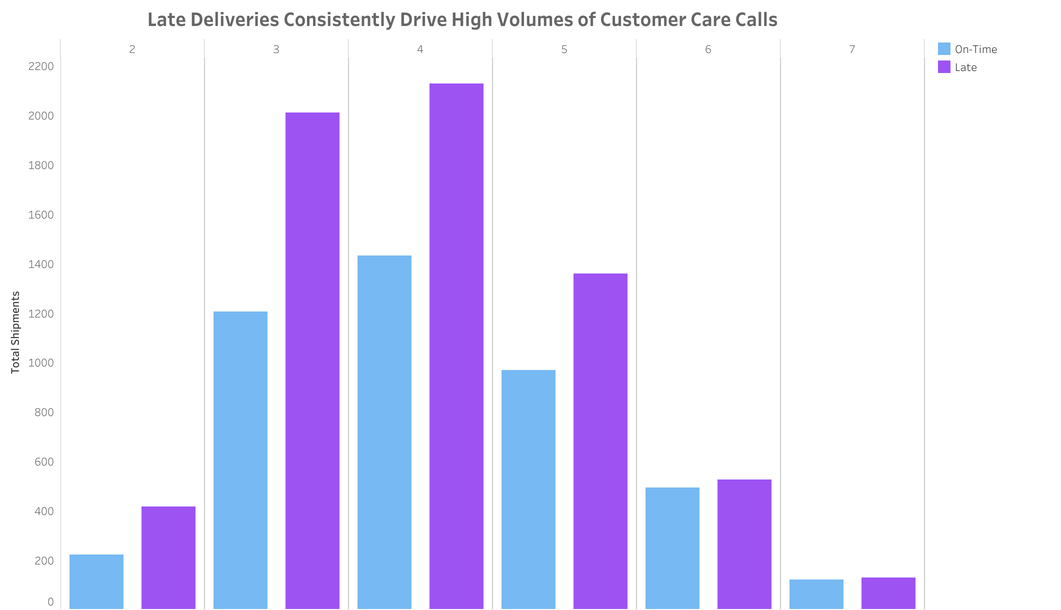 Late Deliveries Consistently Drive High Volumes of Customer Care Calls
2 3 4 5 6 7
On-Time
Late
2200
2000
1800
1600
1400
1200
1000
800
600
400
200
0
Total Shipments